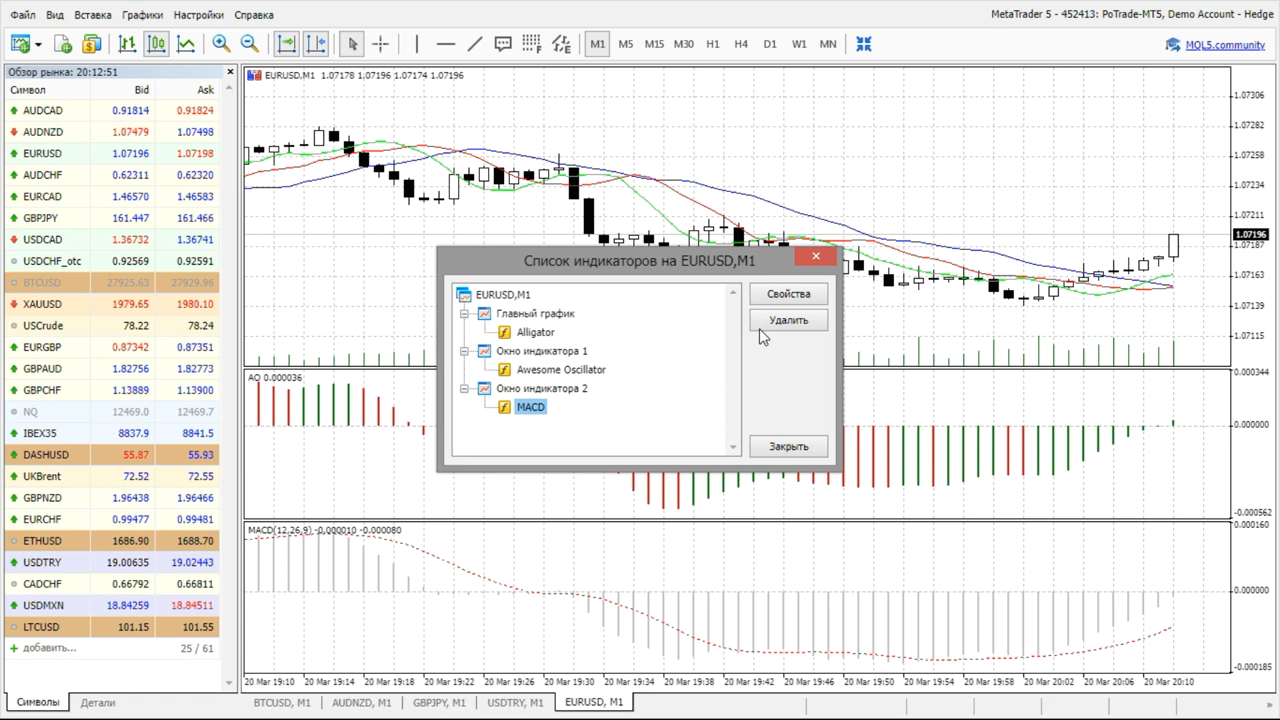 Файл Вид Вставка Графики Настройки Справка
MetaTrader 5 - 452413: PoTrade-MT5, Demo Account - Hedge
M1 M5 M15 M30 H1 H4 D1 W1 MN
MQL5.community
Обзор рынка: 20:12:51
Символ Bid Ask
AUDCAD 0.91814 0.91824
AUDNZD 1.07479 1.07498
EURUSD 1.07196 1.07198
AUDCHF 0.62311 0.62320
EURCAD 1.46570 1.46583
GBPJPY 161.447 161.466
USDCAD 1.36732 1.36741
USDCHF_otc 0.92569 0.92591
BTCUSD 27925.63 27929.96
XAUUSD 1979.65 1980.10
USCrude 78.22 78.24
EURGBP 0.87342 0.87351
GBPAUD 1.82756 1.82773
GBPCHF 1.13889 1.13900
NQ 12469.0 12469.7
IBEX35 8837.9 8841.5
DASHUSD 55.87 55.93
UKBrent 72.52 72.55
GBPNZD 1.96438 1.96466
EURCHF 0.99477 0.99481
ETHUSD 1686.90 1688.70
USDTRY 19.00635 19.02443
CADCHF 0.66792 0.66811
USDMXN 18.84259 18.84511
LTCUSD 101.15 101.55
добавить... 25 / 61
Символы Детали
EURUSD,M1 1.07178 1.07196 1.07174 1.07196
1.07306
1.07282
1.07258
1.07235
1.07211
1.07196
1.07187
1.07163
1.07139
1.07115
Список индикаторов на EURUSD,M1
EURUSD,M1
Главный график
Alligator
Окно индикатора 1
Awesome Oscillator
Окно индикатора 2
MACD
Свойства
Удалить
Закрыть
AO 0.000036
0.000344
0.000000
-0.000562
MACD(12,26,9) -0.000010 -0.000080
0.000160
0.000000
-0.000185
20 Mar 19:10 20 Mar 19:14 20 Mar 19:18 20 Mar 19:22 20 Mar 19:26 20 Mar 19:30 20 Mar 19:34 20 Mar 19:38 20 Mar 19:42 20 Mar 19:46 20 Mar 19:50 20 Mar 19:54 20 Mar 19:58 20 Mar 20:02 20 Mar 20:06 20 Mar 20:10
BTCUSD, M1 AUDNZD, M1 GBPJPY, M1 USDTRY, M1 EURUSD, M1